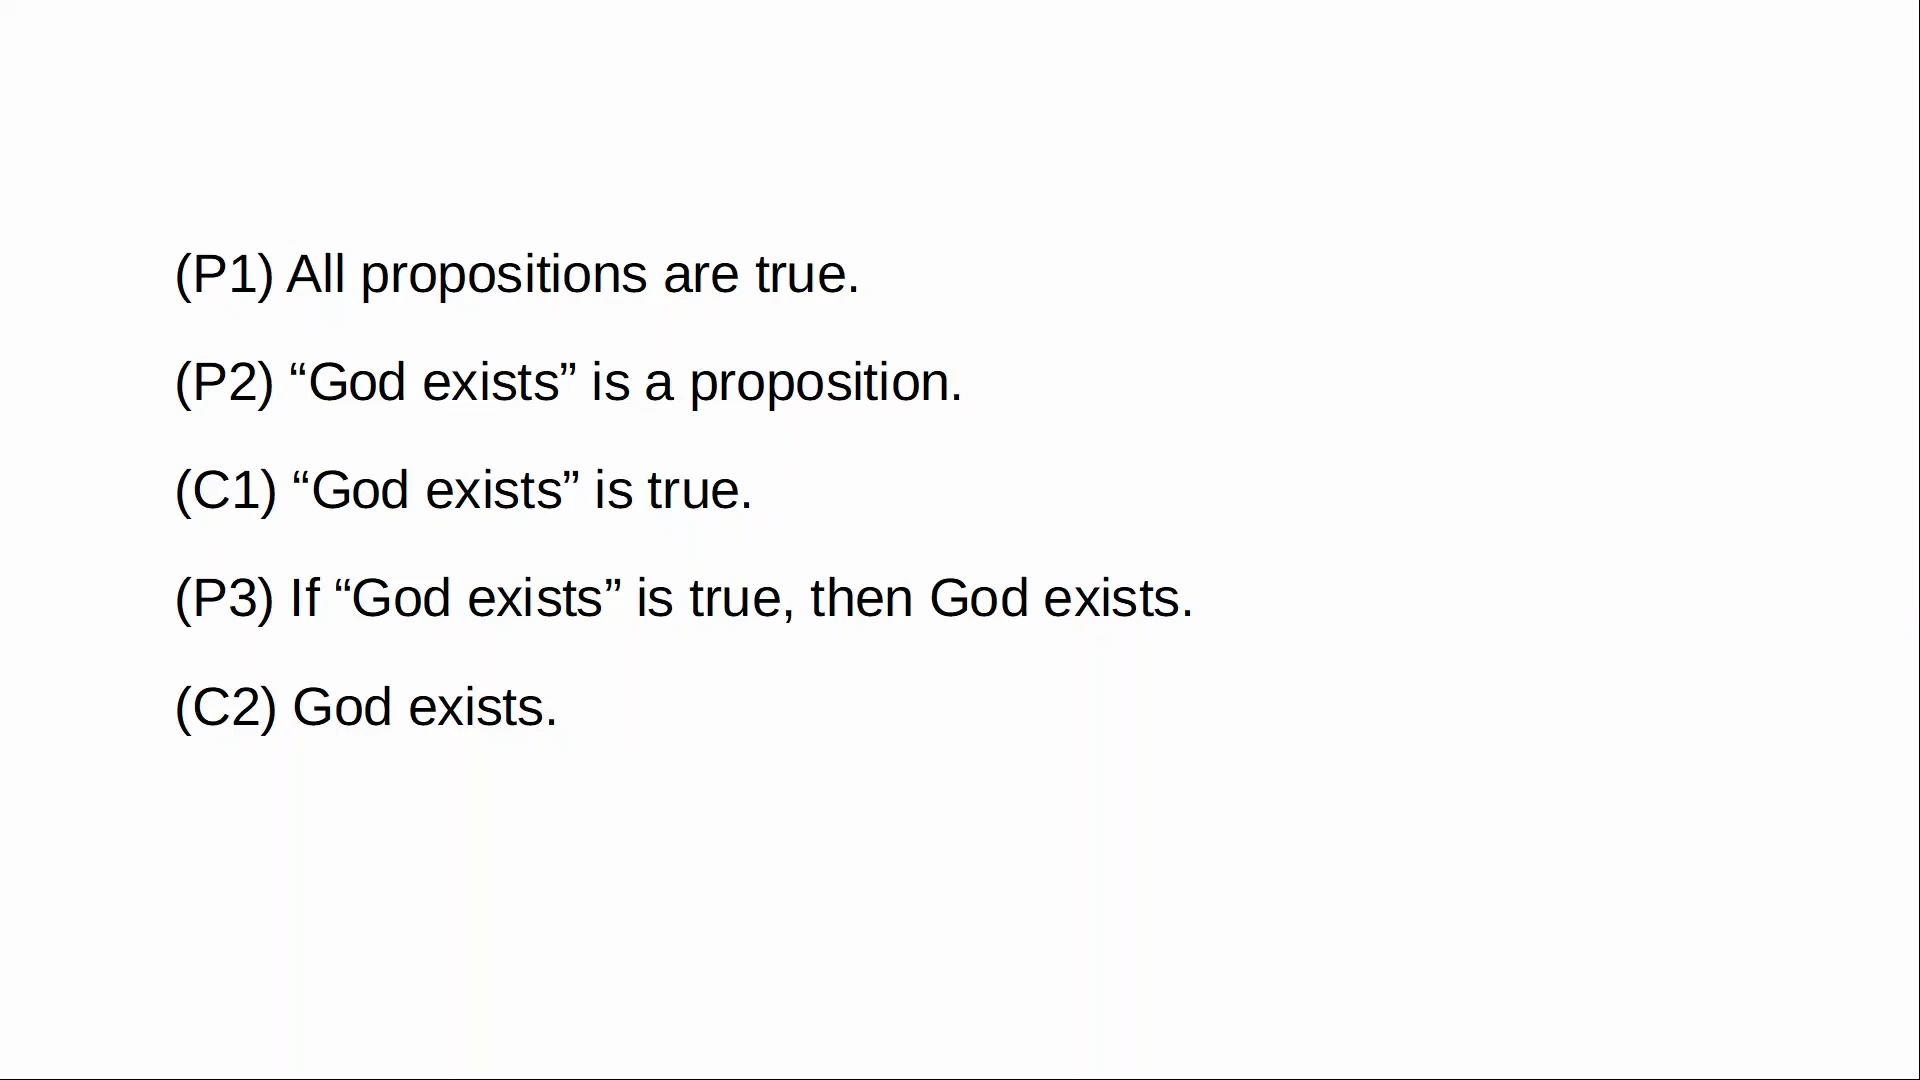 (P1) All propositions are true.
(P2) “God exists” is a proposition.
(C1) “God exists” is true.
(P3) If “God exists” is true, then God exists.
(C2) God exists.